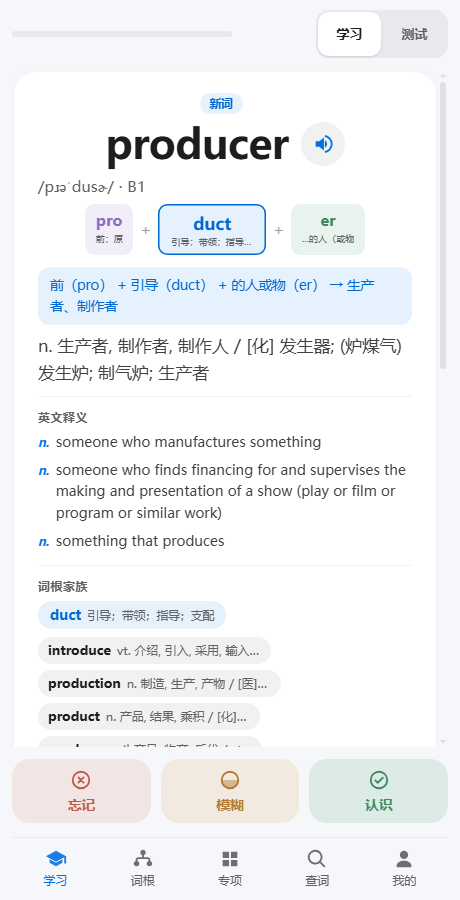 学习 测试
新词
producer
/prəˈdusɚ/ · B1
pro + duct + er
前；原 引导；带领；指导… …的人（或物
前（pro） + 引导（duct） + 的人或物（er） → 生产
者、制作者
n. 生产者, 制作者, 制作人 / [化] 发生器; (炉煤气)
发生炉; 制气炉; 生产者
英文释义
n. someone who manufactures something
n. someone who finds financing for and supervises the
making and presentation of a show (play or film or
program or similar work)
n. something that produces
词根家族
duct 引导；带领；指导；支配
introduce vt. 介绍, 引入, 采用, 输入...
production n. 制造, 生产, 产物 / [医]...
product n. 产品, 结果, 乘积 / [化]...
忘记 模糊 认识
学习 词根 专项 查词 我的